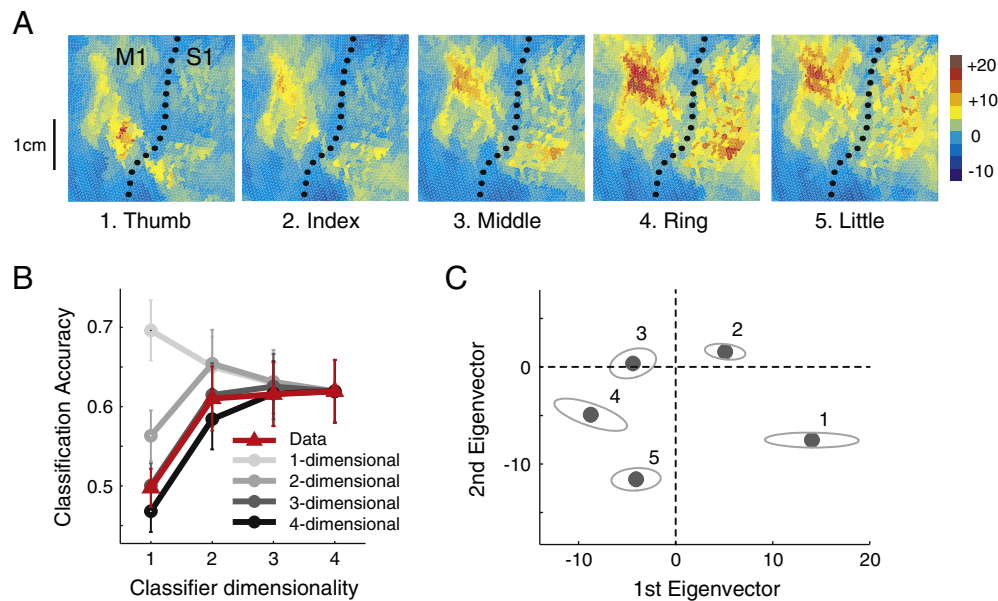 A
M1 S1
1cm
+20
+10
0
-10
1. Thumb 2. Index 3. Middle 4. Ring 5. Little
B
Classification Accuracy
0.7
0.6
0.5
Data
1-dimensional
2-dimensional
3-dimensional
4-dimensional
1 2 3 4
Classifier dimensionality
C
2nd Eigenvector
0
-10
3
2
4
1
5
-10 0 10 20
1st Eigenvector